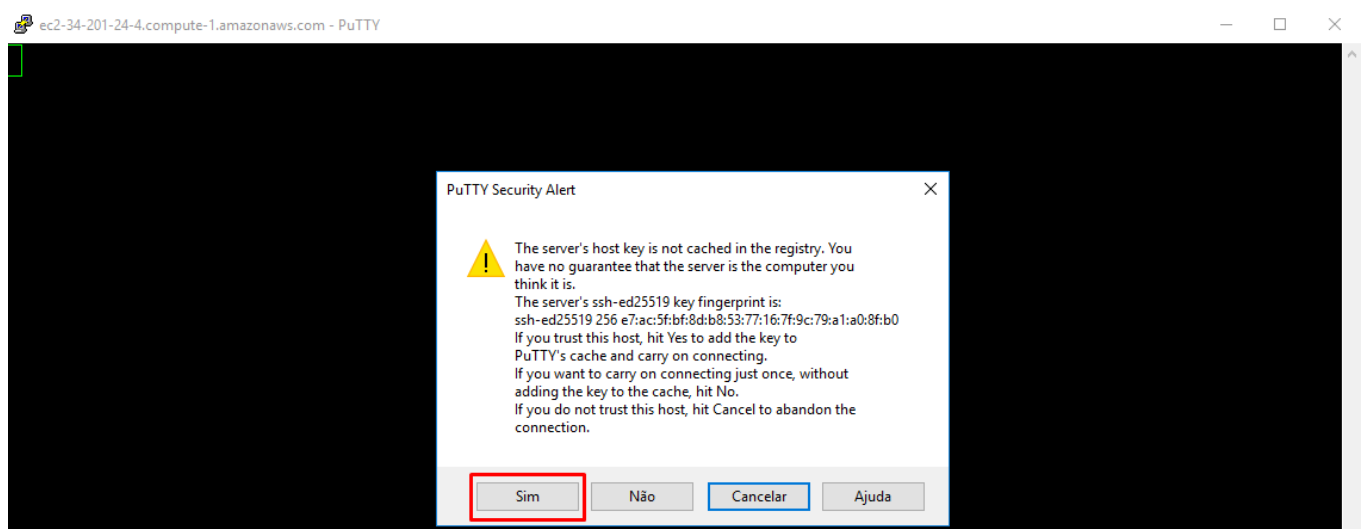 ec2-34-201-24-4.compute-1.amazonaws.com - PuTTY
PuTTY Security Alert
The server's host key is not cached in the registry. You
have no guarantee that the server is the computer you
think it is.
The server's ssh-ed25519 key fingerprint is:
ssh-ed25519 256 e7:ac:5f:bf:8d:b8:53:77:16:7f:9c:79:a1:a0:8f:b0
If you trust this host, hit Yes to add the key to
PuTTY's cache and carry on connecting.
If you want to carry on connecting just once, without
adding the key to the cache, hit No.
If you do not trust this host, hit Cancel to abandon the
connection.
Sim Não Cancelar Ajuda